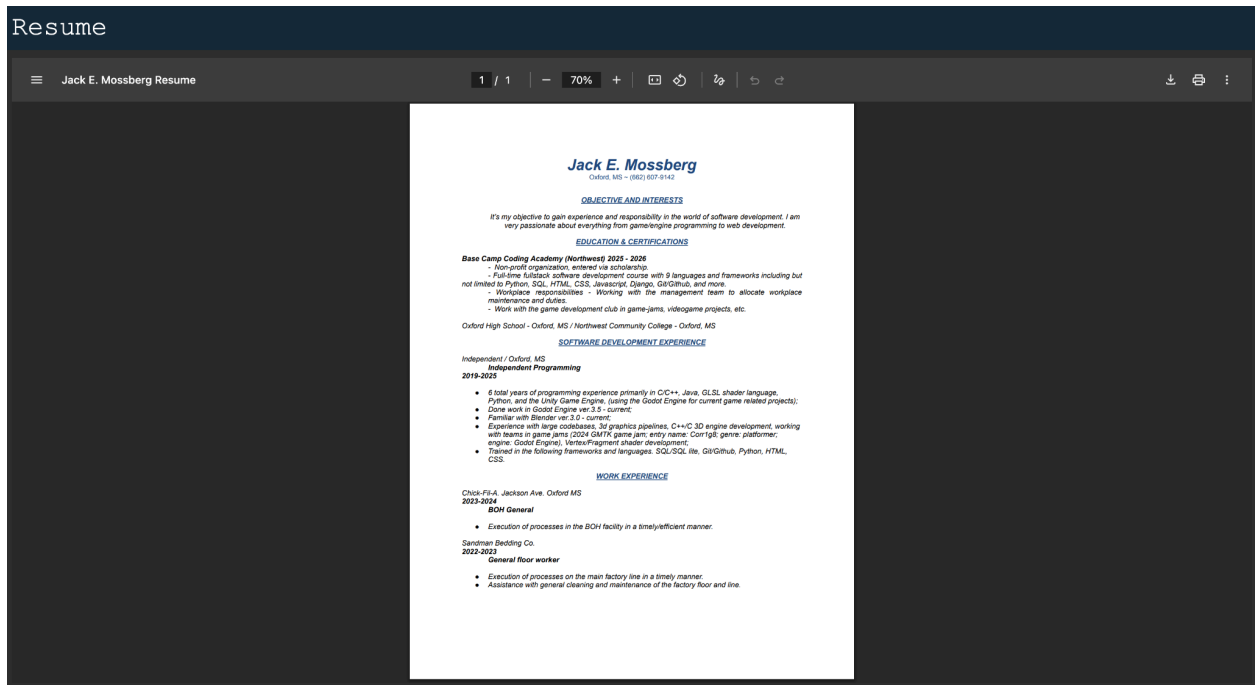 Resume
Jack E. Mossberg Resume
1 / 1
70%
Jack E. Mossberg
Oxford, MS ~ (662) 607-9142
OBJECTIVE AND INTERESTS
It's my objective to gain experience and responsibility in the world of software development. I am
very passionate about everything from game/engine programming to web development.
EDUCATION & CERTIFICATIONS
Base Camp Coding Academy (Northwest) 2025 - 2026
- Non-profit organization, entered via scholarship.
- Full-time fullstack software development course with 9 languages and frameworks including but
not limited to Python, SQL, HTML, CSS, Javascript, Django, Git/Github, and more.
- Workplace responsibilities - Working with the management team to allocate workplace
maintenance and duties.
- Work with the game development club in game-jams, videogame projects, etc.
Oxford High School - Oxford, MS / Northwest Community College - Oxford, MS
SOFTWARE DEVELOPMENT EXPERIENCE
Independent / Oxford, MS
Independent Programming
2019-2025
● 6 total years of programming experience primarily in C/C++, Java, GLSL shader language,
Python, and the Unity Game Engine, (using the Godot Engine for current game related projects);
● Done work in Godot Engine ver.3.5 - current;
● Familiar with Blender ver.3.0 - current;
● Experience with large codebases, 3d graphics pipelines, C++/C 3D engine development, working
with teams in game jams (2024 GMTK game jam; entry name: Corr1g8; genre: platformer;
engine: Godot Engine), Vertex/Fragment shader development;
● Trained in the following frameworks and languages. SQL/SQL lite, Git/Github, Python, HTML,
CSS.
WORK EXPERIENCE
Chick-Fil-A. Jackson Ave. Oxford MS
2023-2024
BOH General
● Execution of processes in the BOH facility in a timely/efficient manner.
Sandman Bedding Co.
2022-2023
General floor worker
● Execution of processes on the main factory line in a timely manner.
● Assistance with general cleaning and maintenance of the factory floor and line.